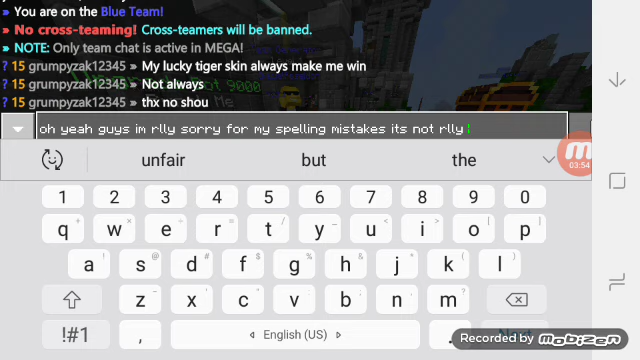 » You are on the Blue Team!
» No cross-teaming! Cross-teamers will be banned.
» NOTE: Only team chat is active in MEGA!
? 15 grumpyzak12345 » My lucky tiger skin always make me win
? 15 grumpyzak12345 » Not always
? 15 grumpyzak12345 » thx no shou
oh yeah guys im rlly sorry for my spelling mistakes its not rlly
unfair but the
03:54
1 2 3 4 5 6 7 8 9 0
q w e r t y u i o p
a s d f g h j k l
z x c v b n m
!#1 , English (US) .
Recorded by MOBIZEN